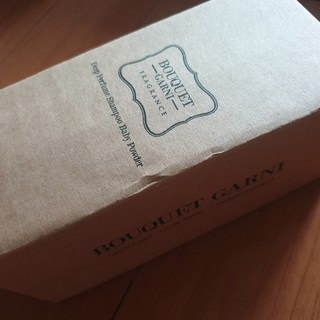 BOUQUET
GARNI
FRAGRANCE
Deep Perfume Shampoo Baby Powder
BOUQUET GARNI